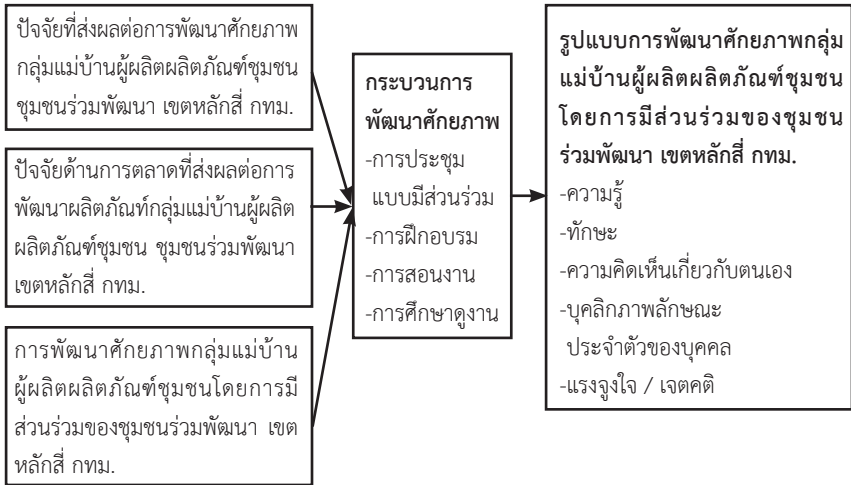 ปัจจัยที่ส่งผลต่อการพัฒนาศักยภาพ
กลุ่มแม่บ้านผู้ผลิตผลิตภัณฑ์ชุมชน
ชุมชนร่วมพัฒนา เขตหลักสี่ กทม.
ปัจจัยด้านการตลาดที่ส่งผลต่อการ
พัฒนาผลิตภัณท์กลุ่มแม่บ้านผู้ผลิต
ผลิตภัณฑ์ชุมชน ชุมชนร่วมพัฒนา
เขตหลักสี่ กทม.
การพัฒนาศักยภาพกลุ่มแม่บ้าน
ผู้ผลิตผลิตภัณฑ์ชุมชนโดยการมี
ส่วนร่วมของชุมชนร่วมพัฒนา เขต
หลักสี่ กทม.
กระบวนการ
พัฒนาศักยภาพ
-การประชุม
แบบมีส่วนร่วม
-การฝึกอบรม
-การสอนงาน
-การศึกษาดูงาน
รูปแบบการพัฒนาศักยภาพกลุ่ม
แม่บ้านผู้ผลิตผลิตภัณฑ์ชุมชน
โดยการมีส่วนร่วมของชุมชน
ร่วมพัฒนา เขตหลักสี่ กทม.
-ความรู้
-ทักษะ
-ความคิดเห็นเกี่ยวกับตนเอง
-บุคลิกภาพลักษณะ
ประจำตัวของบุคคล
-แรงจูงใจ / เจตคติ